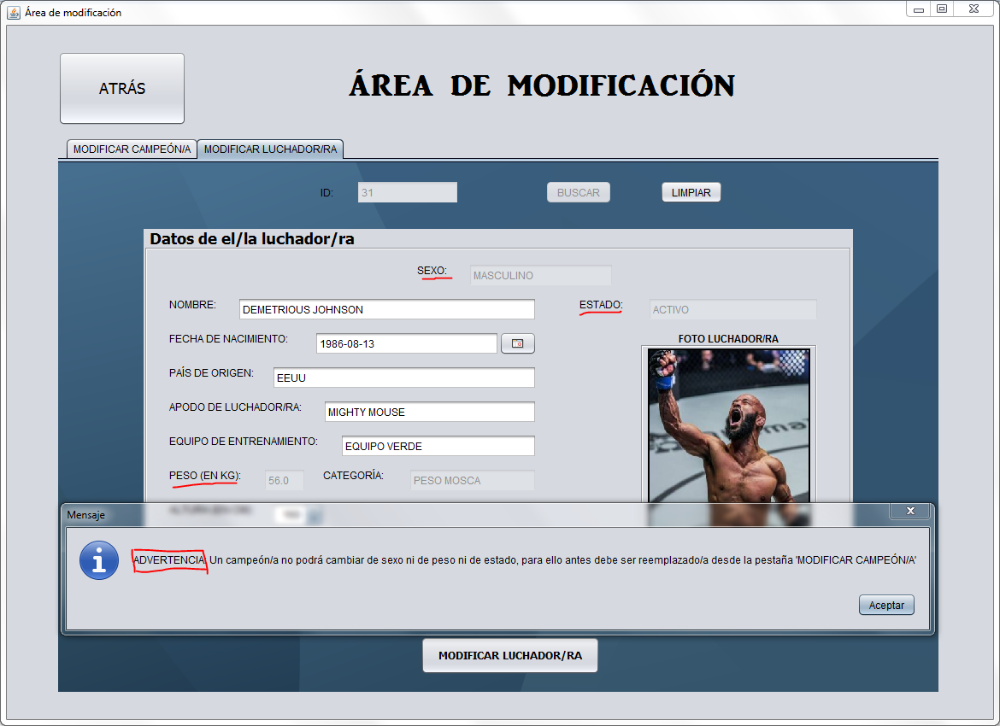 Área de modificación
ATRÁS
ÁREA DE MODIFICACIÓN
MODIFICAR CAMPEÓN/A MODIFICAR LUCHADOR/RA
ID: 31 BUSCAR LIMPIAR
Datos de el/la luchador/ra
SEXO: MASCULINO
NOMBRE: DEMETRIOUS JOHNSON ESTADO: ACTIVO
FECHA DE NACIMIENTO: 1986-08-13 FOTO LUCHADOR/RA
PAÍS DE ORIGEN: EEUU
APODO DE LUCHADOR/RA: MIGHTY MOUSE
EQUIPO DE ENTRENAMIENTO: EQUIPO VERDE
PESO (EN KG): 56.0 CATEGORÍA: PESO MOSCA
Mensaje
ADVERTENCIA: Un campeón/a no podrá cambiar de sexo ni de peso ni de estado, para ello antes debe ser reemplazado/a desde la pestaña 'MODIFICAR CAMPEÓN/A'
Aceptar
MODIFICAR LUCHADOR/RA